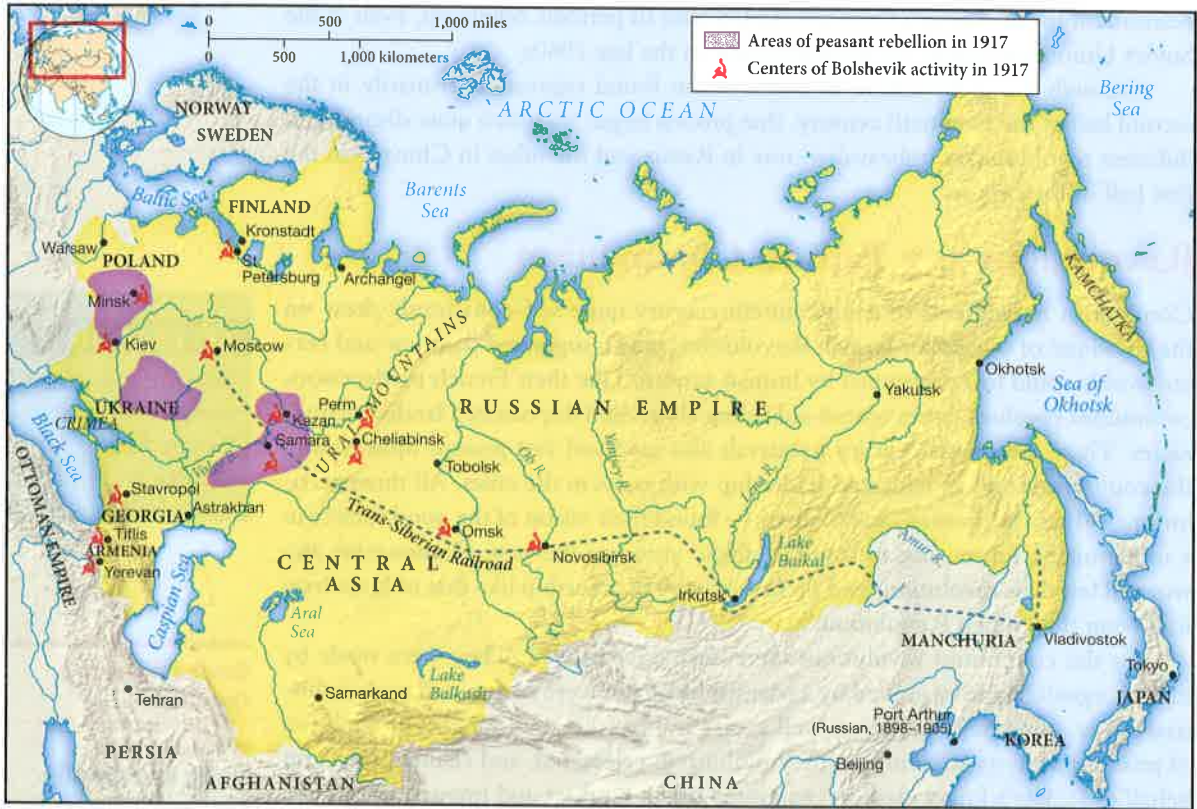 0 500 1,000 miles
0 500 1,000 kilometers
Areas of peasant rebellion in 1917
Centers of Bolshevik activity in 1917
Bering
Sea
ARCTIC OCEAN
NORWAY
SWEDEN
Barents
Sea
Baltic Sea
FINLAND
Kronstadt
St.
Petersburg
Warsaw
POLAND
Archangel
Minsk
Kiev
Moscow
KAMCHATKA
URAL MOUNTAINS
Okhotsk
Sea of
Okhotsk
Yakutsk
RUSSIAN EMPIRE
UKRAINE
CRIMEA
Perm
Kazan
Samara
Cheliabinsk
Black Sea
Volga R.
Tobolsk
Ob R.
Yenisey R.
Lena R.
OTTOMAN EMPIRE
Stavropol
GEORGIA
Astrakhan
Tiflis
ARMENIA
Yerevan
Trans-Siberian Railroad
Omsk
Novosibirsk
Lake
Baikal
Amur R.
CENTRAL
ASIA
Caspian Sea
Aral
Sea
Irkutsk
MANCHURIA
Vladivostok
Lake
Balkash
Samarkand
Tehran
Tokyo
JAPAN
Port Arthur
(Russian, 1898–1905)
KOREA
Beijing
PERSIA
AFGHANISTAN
CHINA